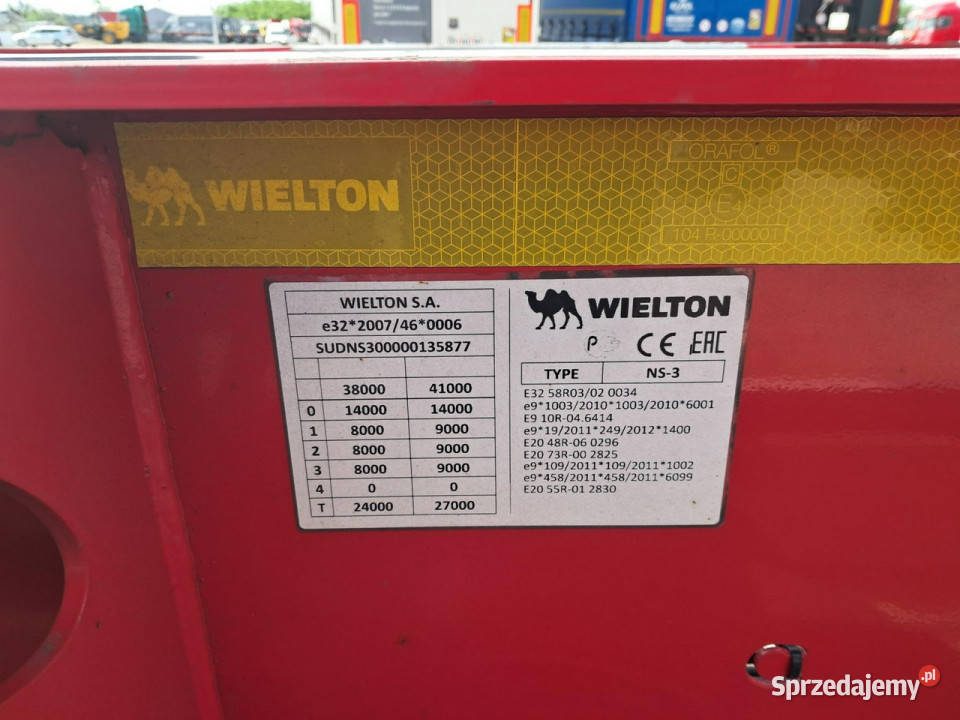 WIELTON
ORAFOL®
C
E
104 R-000001
WIELTON S.A.
e32*2007/46*0006
SUDNS300000135877
38000 41000
0 14000 14000
1 8000 9000
2 8000 9000
3 8000 9000
4 0 0
T 24000 27000
WIELTON
P CE EAC
TYPE NS-3
E32 58R03/02 0034
e9*1003/2010*1003/2010*6001
E9 10R-04.6414
e9*19/2011*249/2012*1400
E20 48R-06 0296
E20 73R-00 2825
e9*109/2011*109/2011*1002
e9*458/2011*458/2011*6099
E20 55R-01 2830
Sprzedajemy.pl